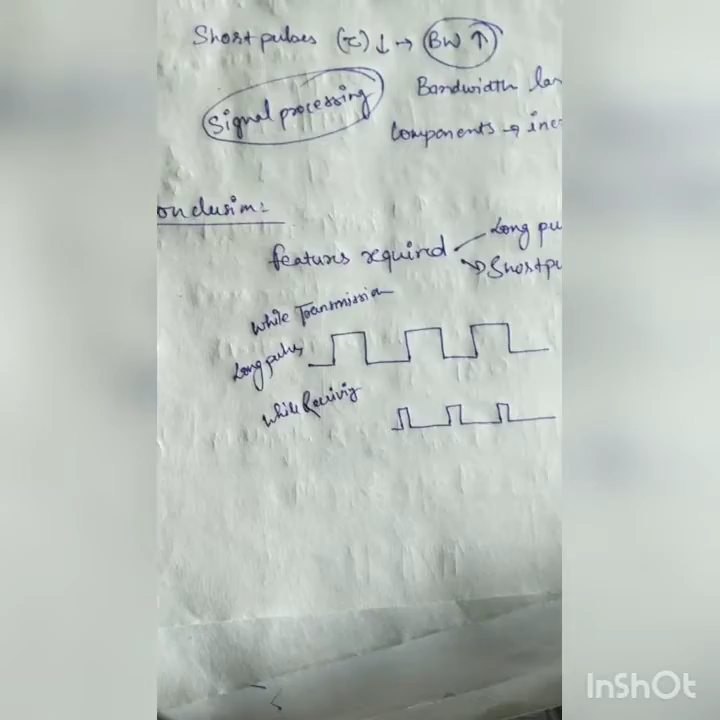 Short pulses (τ) ↓ → BW ↑
Signal processing
Bandwidth lar
Components → inc
onclusion:
features required
Long pu
Short pu
While Transmission
Long pulses
while Receiving
InShOt